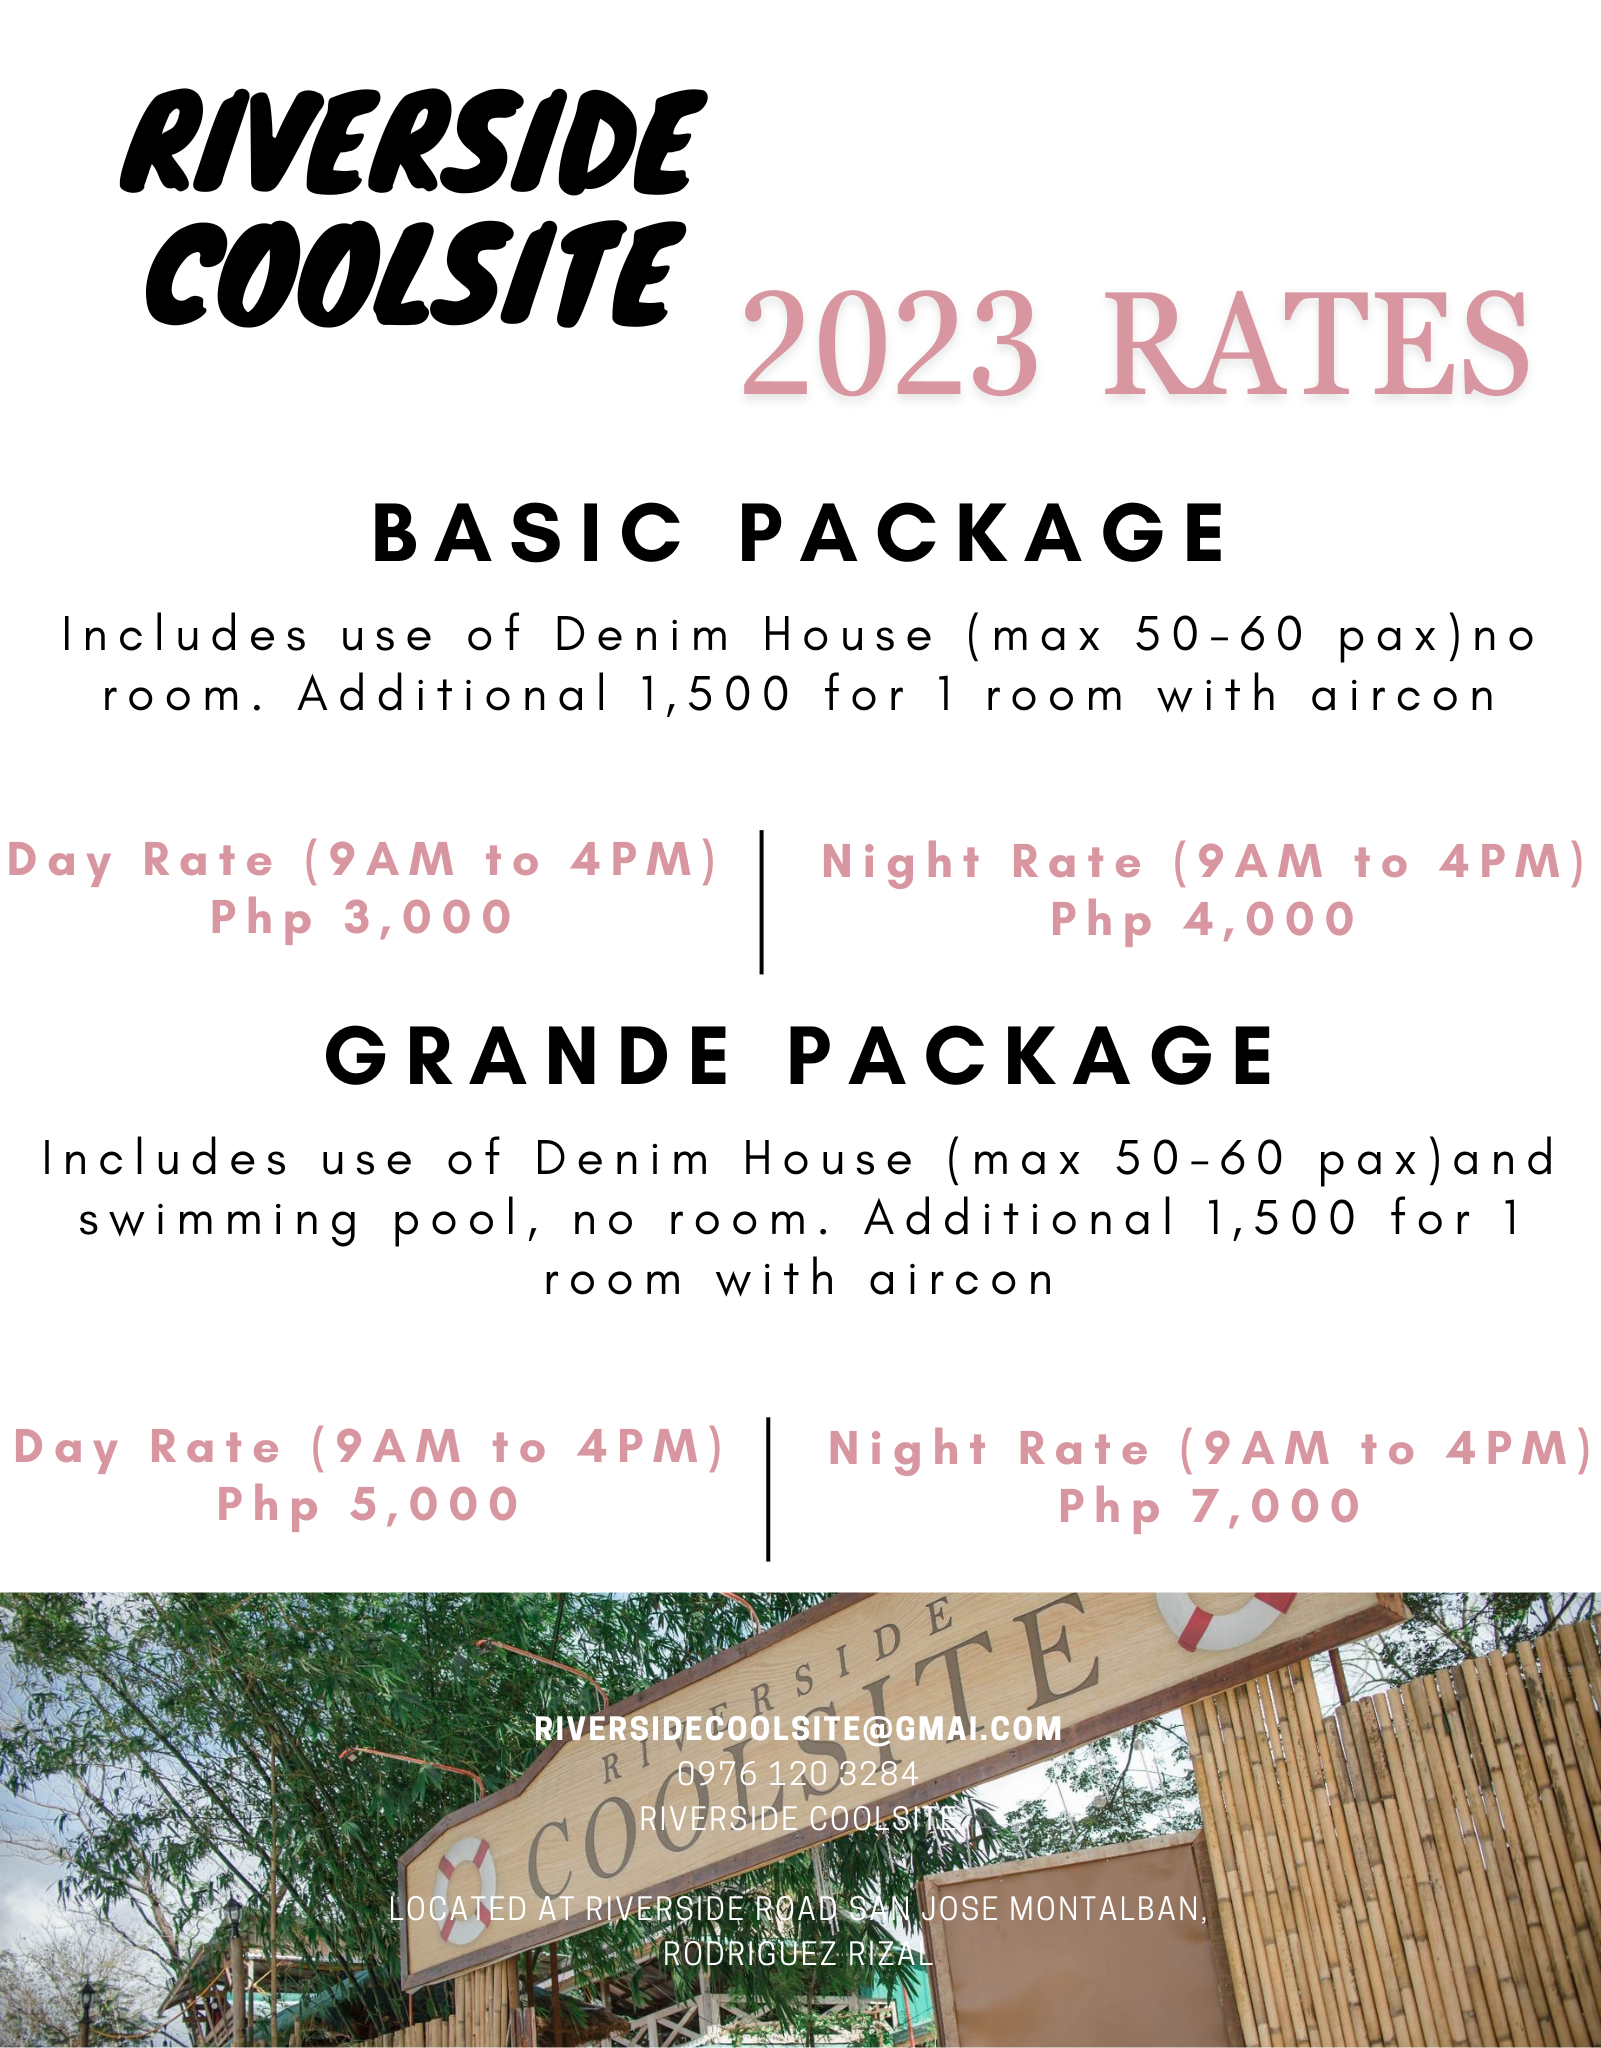 RIVERSIDE
COOLSITE
2023 RATES
BASIC PACKAGE
Includes use of Denim House (max 50-60 pax)no
room. Additional 1,500 for 1 room with aircon
Day Rate (9AM to 4PM)
Php 3,000
Night Rate (9AM to 4PM)
Php 4,000
GRANDE PACKAGE
Includes use of Denim House (max 50-60 pax)and
swimming pool, no room. Additional 1,500 for 1
room with aircon
Day Rate (9AM to 4PM)
Php 5,000
Night Rate (9AM to 4PM)
Php 7,000
RIVERSIDE
COOLSITE
RIVERSIDECOOLSITE@GMAI.COM
0976 120 3284
RIVERSIDE COOLSITE
LOCATED AT RIVERSIDE ROAD SAN JOSE MONTALBAN,
RODRIGUEZ RIZAL